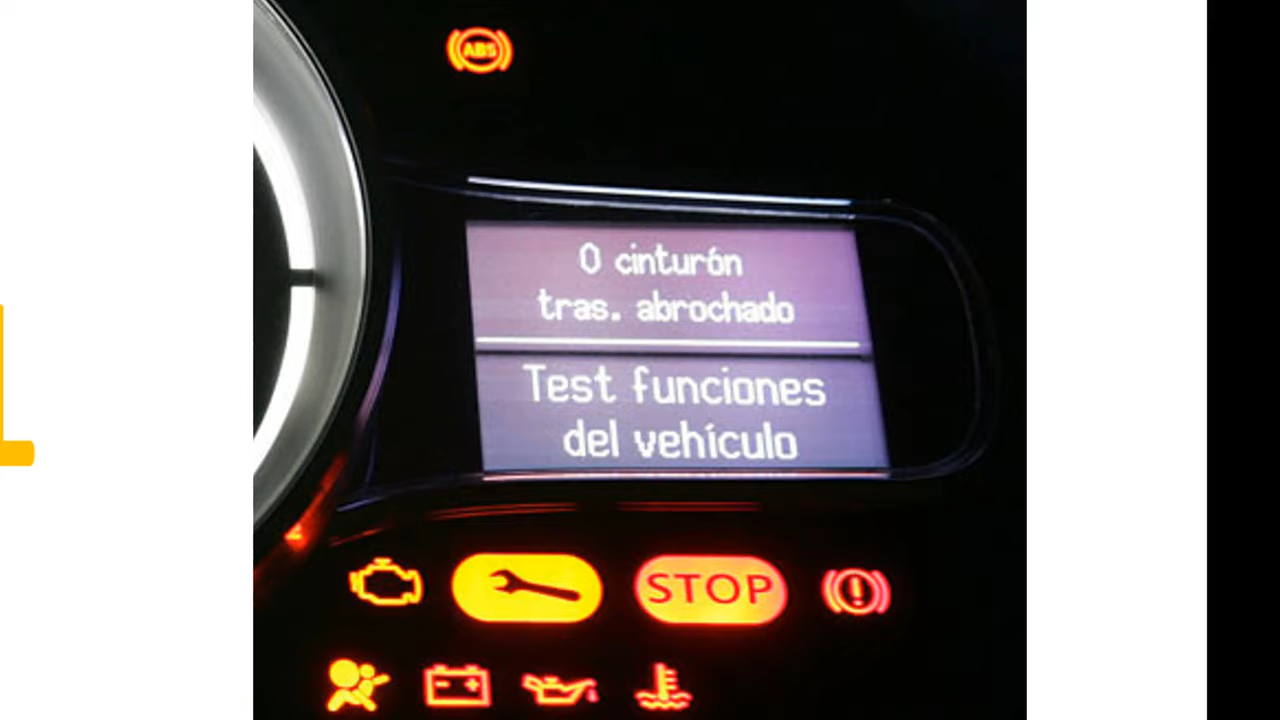 ABS
0 cinturón
tras. abrochado
Test funciones
del vehículo
STOP